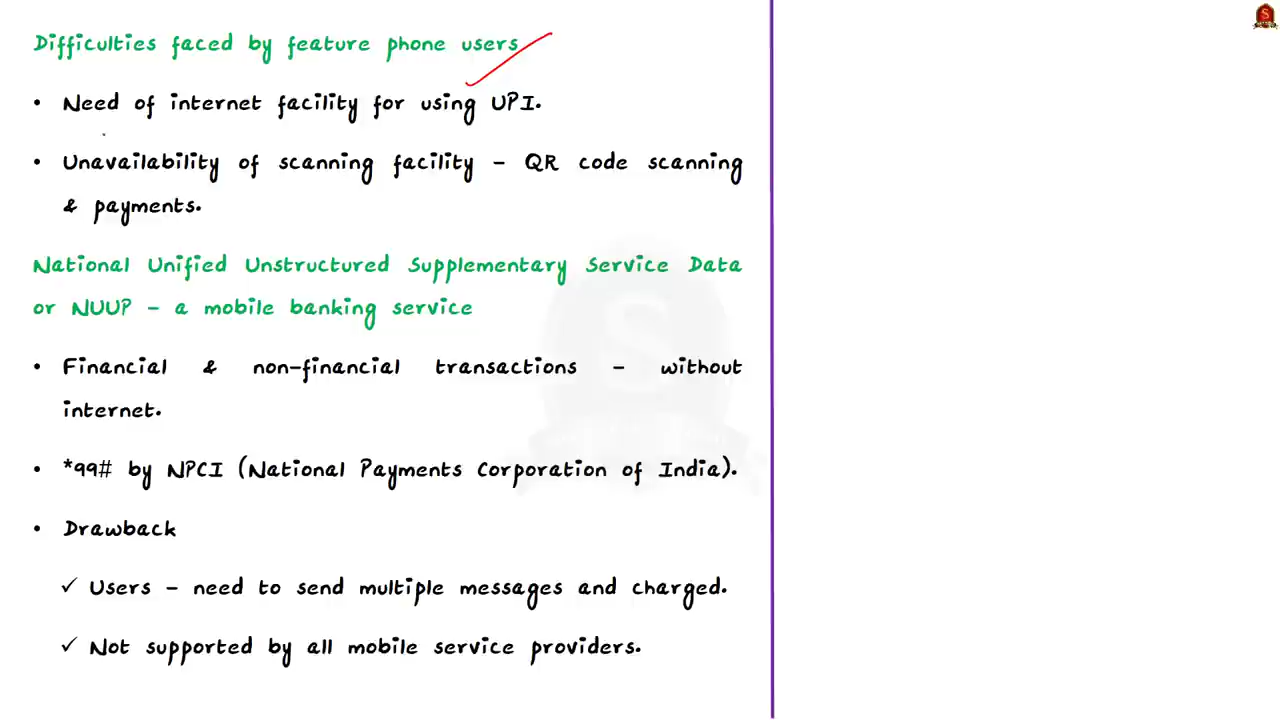 Difficulties faced by feature phone users
• Need of internet facility for using UPI.
• Unavailability of scanning facility – QR code scanning
& payments.
National Unified Unstructured Supplementary Service Data
or NUUP – a mobile banking service
• Financial & non-financial transactions – without
internet.
• *99# by NPCI (National Payments Corporation of India).
• Drawback
✓ Users – need to send multiple messages and charged.
✓ Not supported by all mobile service providers.